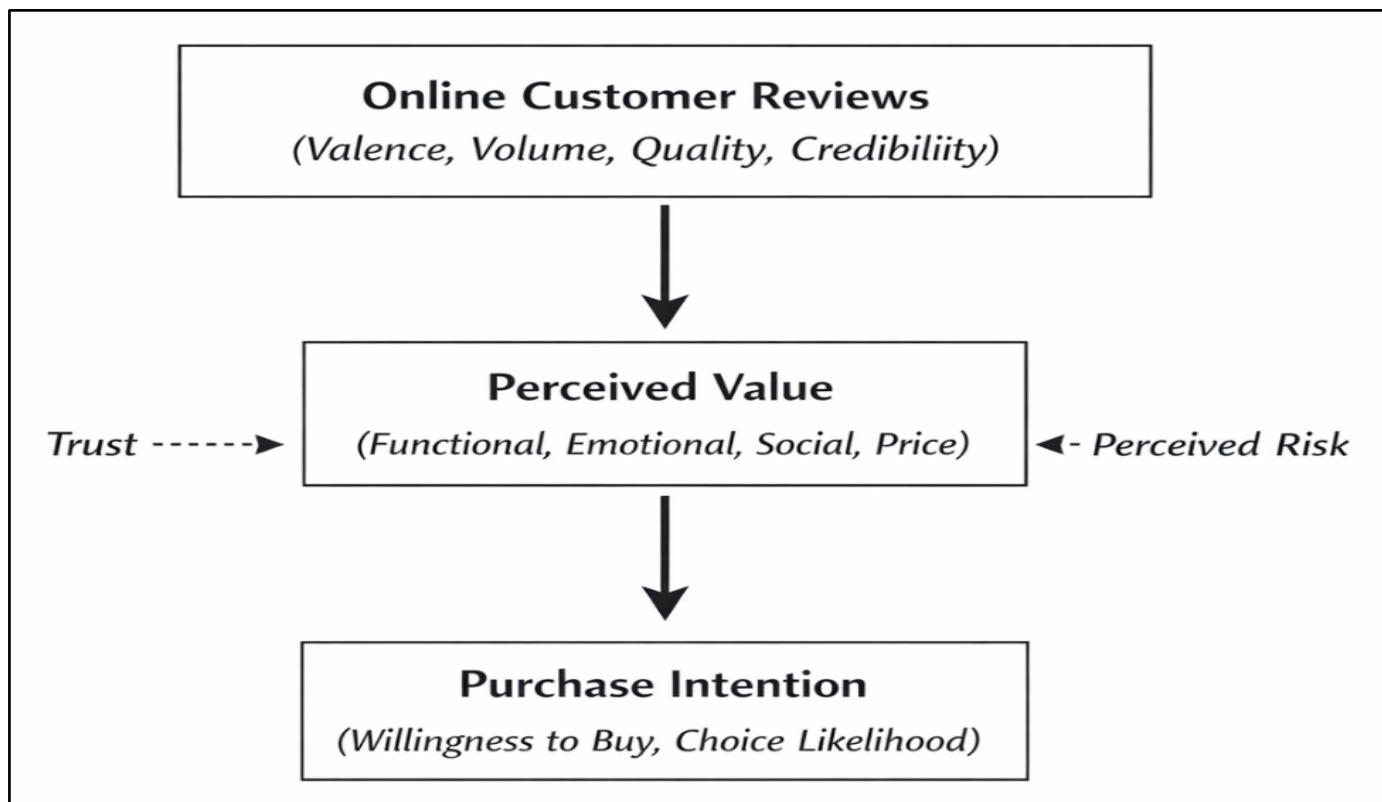 Online Customer Reviews
(Valence, Volume, Quality, Credibiliity)
Perceived Value
Trust
(Functional, Emotional, Social, Price)
Perceived Risk
Purchase Intention
(Willingness to Buy, Choice Likelihood)